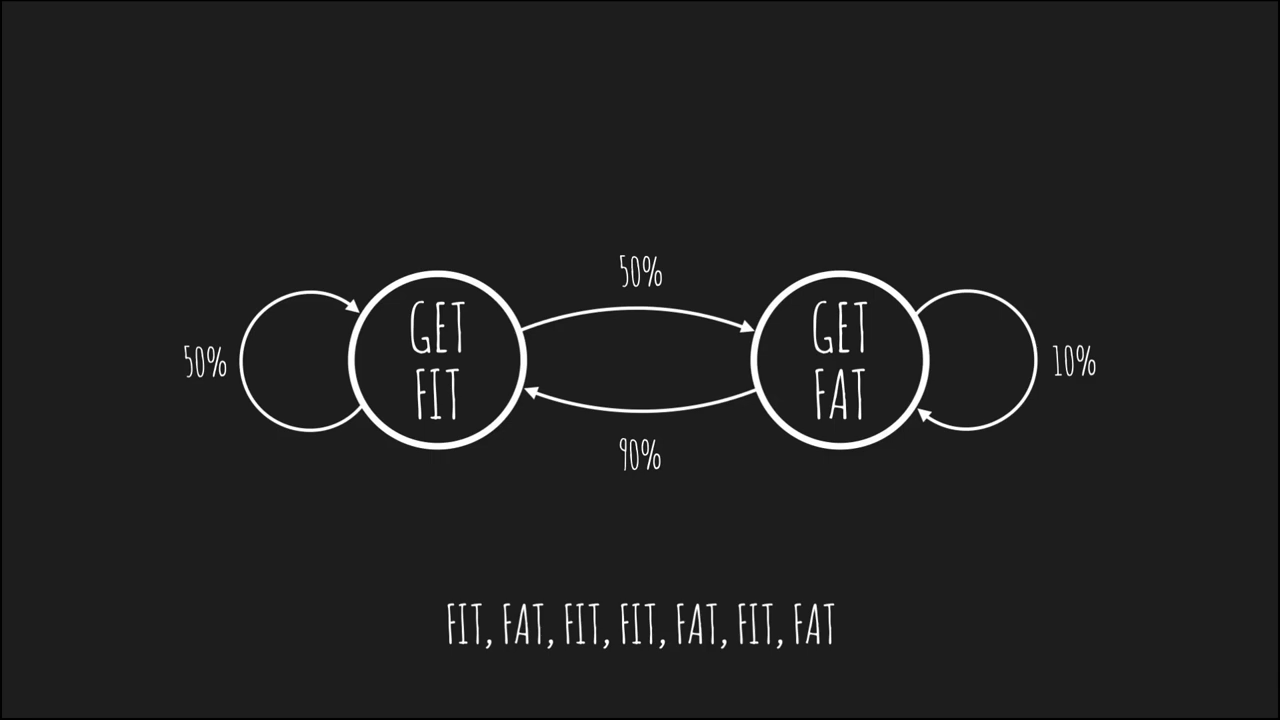 50%
50%
GET
FIT
GET
FAT
10%
90%
FIT, FAT, FIT, FIT, FAT, FIT, FAT